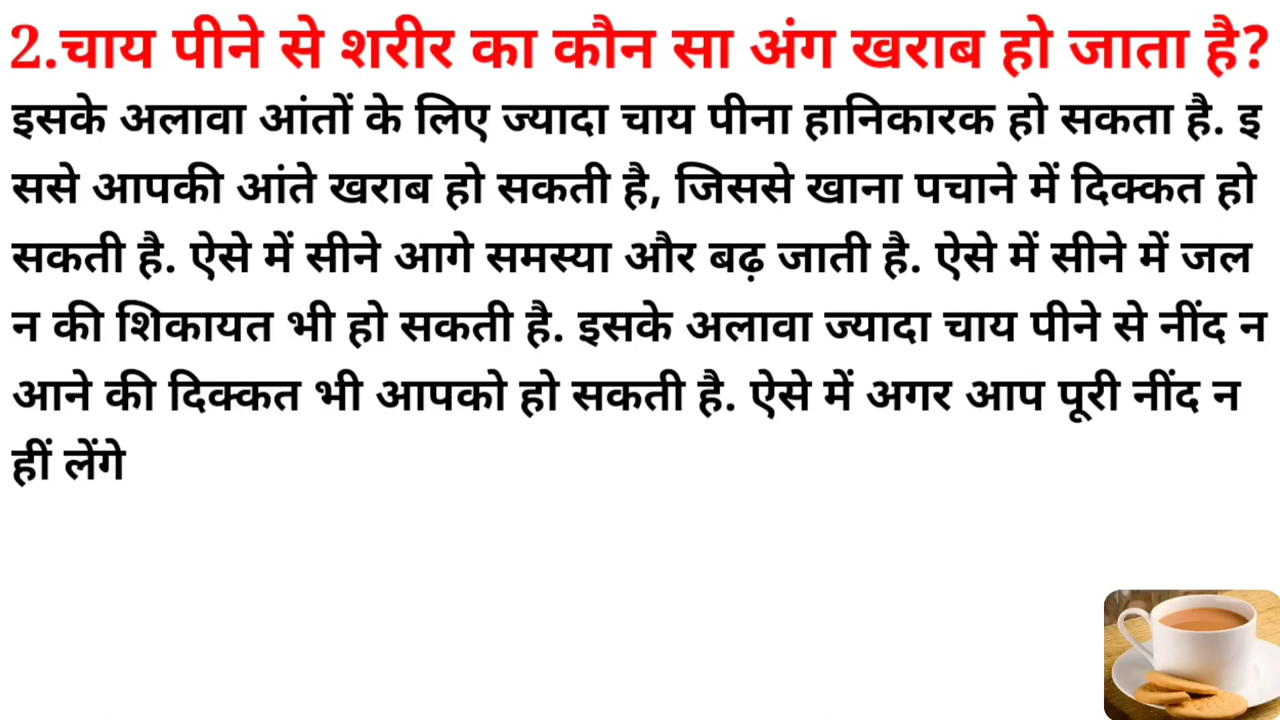 2.चाय पीने से शरीर का कौन सा अंग खराब हो जाता है?
इसके अलावा आंतों के लिए ज्यादा चाय पीना हानिकारक हो सकता है. इ
ससे आपकी आंते खराब हो सकती है, जिससे खाना पचाने में दिक्कत हो
सकती है. ऐसे में सीने आगे समस्या और बढ़ जाती है. ऐसे में सीने में जल
न की शिकायत भी हो सकती है. इसके अलावा ज्यादा चाय पीने से नींद न
आने की दिक्कत भी आपको हो सकती है. ऐसे में अगर आप पूरी नींद न
हीं लेंगे